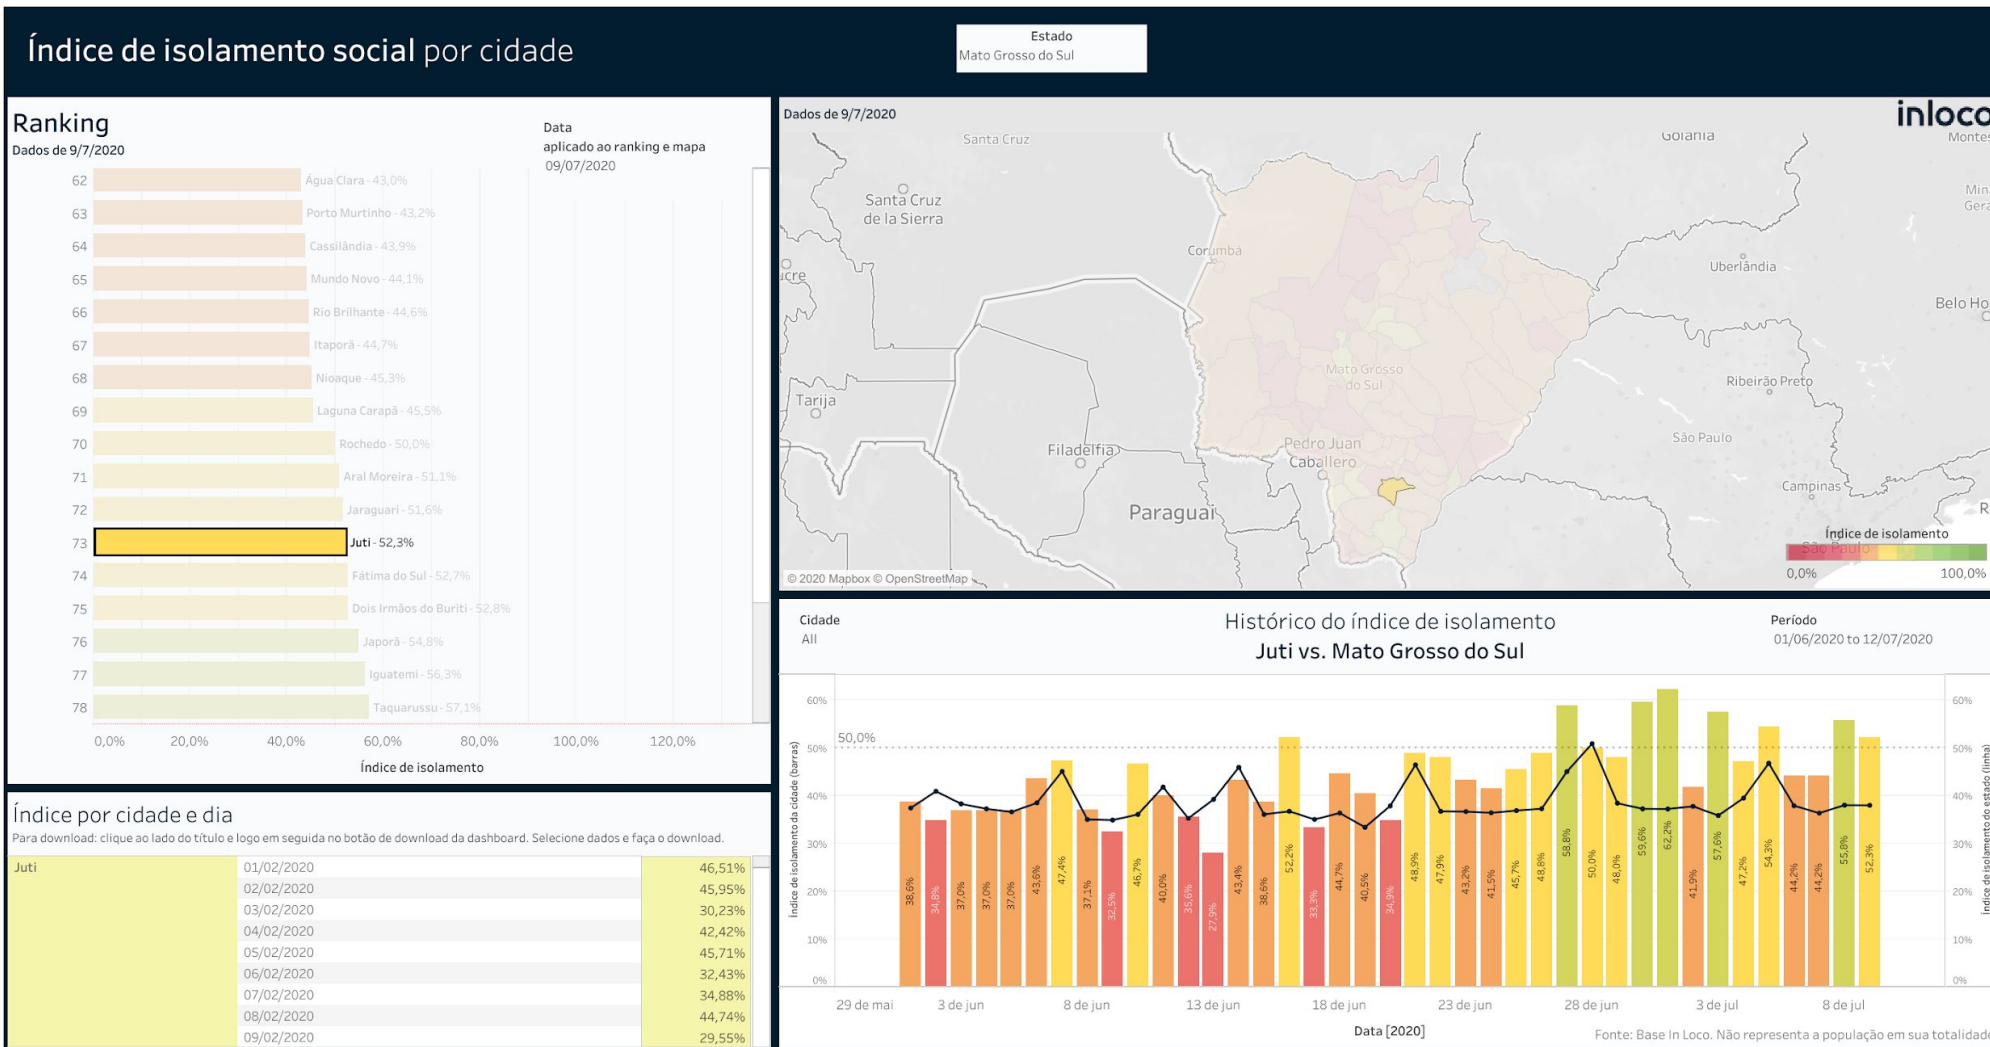 Índice de isolamento social por cidade
Estado
Mato Grosso do Sul
Ranking
Dados de 9/7/2020
Data
aplicado ao ranking e mapa
09/07/2020
62 Água Clara - 43,0%
63 Porto Murtinho - 43,2%
64 Cassilândia - 43,9%
65 Mundo Novo - 44,1%
66 Rio Brilhante - 44,6%
67 Itaporã - 44,7%
68 Nioaque - 45,3%
69 Laguna Carapã - 45,5%
70 Rochedo - 50,0%
71 Aral Moreira - 51,1%
72 Jaraguari - 51,6%
73 Juti - 52,3%
74 Fátima do Sul - 52,7%
75 Dois Irmãos do Buriti - 52,8%
76 Japorã - 54,8%
77 Iguatemi - 56,3%
78 Taquarussu - 57,1%
0,0% 20,0% 40,0% 60,0% 80,0% 100,0% 120,0%
Índice de isolamento
Índice por cidade e dia
Para download: clique ao lado do título e logo em seguida no botão de download da dashboard. Selecione dados e faça o download.
Juti 01/02/2020 46,51%
02/02/2020 45,95%
03/02/2020 30,23%
04/02/2020 42,42%
05/02/2020 45,71%
06/02/2020 32,43%
07/02/2020 34,88%
08/02/2020 44,74%
09/02/2020 29,55%
Dados de 9/7/2020
inloco
Santa Cruz
Goiânia
Montes
Santa Cruz
de la Sierra
Min
Gera
Corumbá
ucre
Uberlândia
Belo Ho
Mato Grosso
do Sul
Ribeirão Preto
Tarija
São Paulo
Filadélfia
Pedro Juan
Caballero
Campinas
Paraguai
R
Índice de isolamento
São Paulo
0,0% 100,0%
© 2020 Mapbox © OpenStreetMap
Cidade
All
Histórico do índice de isolamento
Juti vs. Mato Grosso do Sul
Período
01/06/2020 to 12/07/2020
Índice de isolamento da cidade (barras)
60%
50%
40%
30%
20%
10%
0%
50,0%
38,6% 34,8% 37,0% 37,0% 37,0% 43,6% 47,4% 37,1% 32,5% 46,7% 40,0% 35,6% 27,9% 43,4% 38,6% 52,2% 33,3% 44,7% 40,5% 34,9% 48,9% 47,9% 43,2% 41,5% 45,7% 48,8% 58,8% 50,0% 48,0% 59,6% 62,2% 41,9% 57,6% 47,2% 54,3% 44,2% 44,2% 55,8% 52,3%
60%
50%
40%
30%
20%
10%
0%
Índice de isolamento do estado (linha)
29 de mai 3 de jun 8 de jun 13 de jun 18 de jun 23 de jun 28 de jun 3 de jul 8 de jul
Data [2020]
Fonte: Base In Loco. Não representa a população em sua totalidade